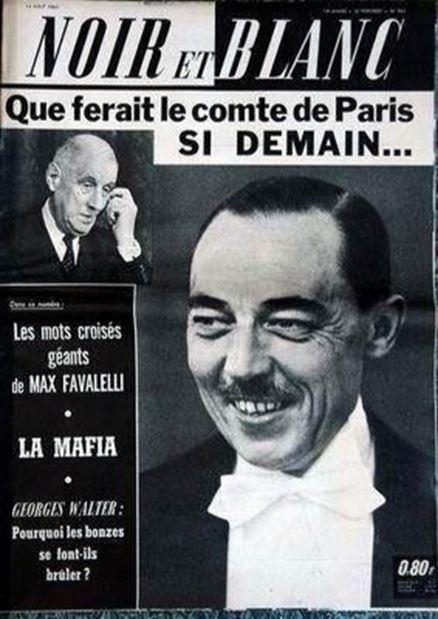 NOIR ET BLANC
Que ferait le comte de Paris
SI DEMAIN...
Dans ce numéro :
Les mots croisés
géants
de MAX FAVALELLI
LA MAFIA
GEORGES WALTER :
Pourquoi les bonzes
se font-ils
brûler ?
0.80F